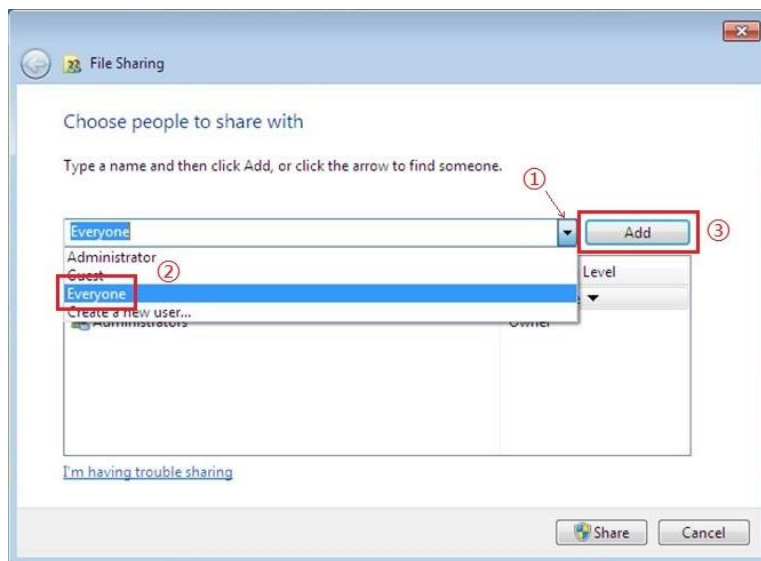 File Sharing
Choose people to share with
Type a name and then click Add, or click the arrow to find someone.
①
Everyone
Add
③
Administrator
Guest
②
Level
Everyone
Create a new user...
Administrators
Owner
I'm having trouble sharing
Share
Cancel